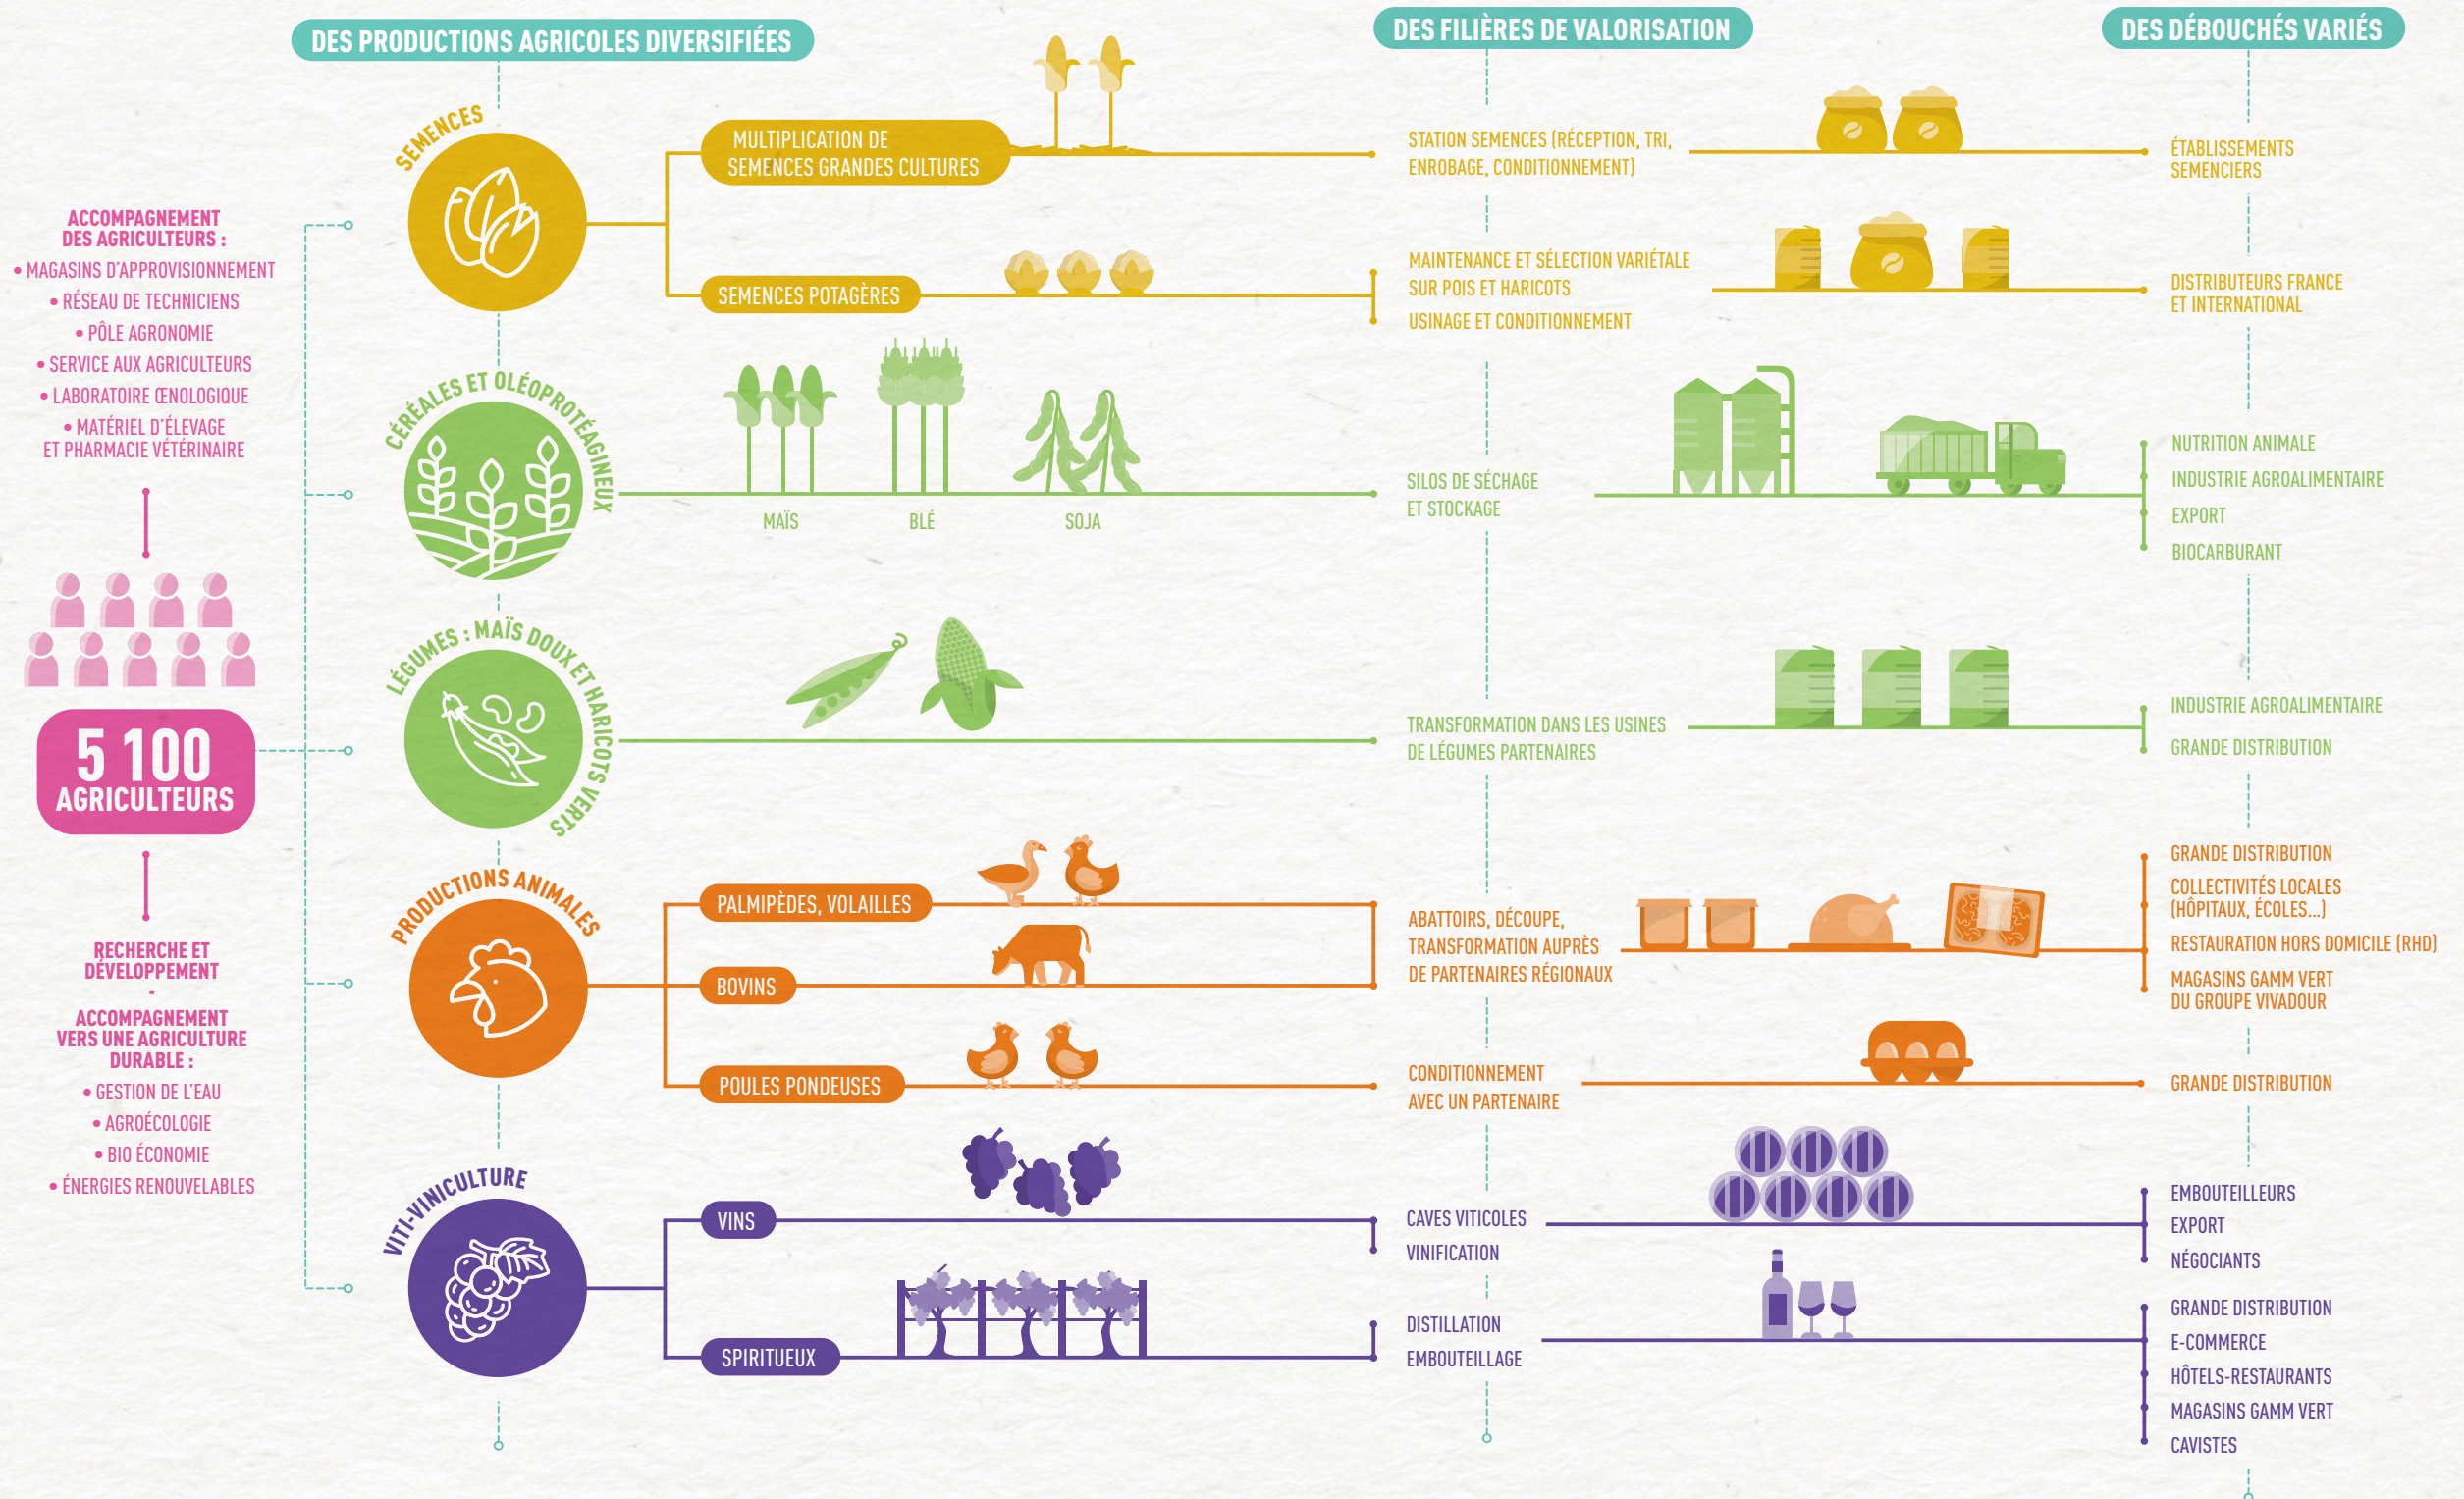 DES PRODUCTIONS AGRICOLES DIVERSIFIÉES
DES FILIÈRES DE VALORISATION
DES DÉBOUCHÉS VARIÉS
ACCOMPAGNEMENT
DES AGRICULTEURS :
• MAGASINS D'APPROVISIONNEMENT
• RÉSEAU DE TECHNICIENS
• PÔLE AGRONOMIE
• SERVICE AUX AGRICULTEURS
• LABORATOIRE ŒNOLOGIQUE
• MATÉRIEL D'ÉLEVAGE
ET PHARMACIE VÉTÉRINAIRE
5 100
AGRICULTEURS
RECHERCHE ET
DÉVELOPPEMENT
-
ACCOMPAGNEMENT
VERS UNE AGRICULTURE
DURABLE :
• GESTION DE L'EAU
• AGROÉCOLOGIE
• BIO ÉCONOMIE
• ÉNERGIES RENOUVELABLES
SEMENCES
MULTIPLICATION DE
SEMENCES GRANDES CULTURES
STATION SEMENCES (RÉCEPTION, TRI,
ENROBAGE, CONDITIONNEMENT)
ÉTABLISSEMENTS
SEMENCIERS
SEMENCES POTAGÈRES
MAINTENANCE ET SÉLECTION VARIÉTALE
SUR POIS ET HARICOTS
USINAGE ET CONDITIONNEMENT
DISTRIBUTEURS FRANCE
ET INTERNATIONAL
CÉRÉALES ET OLÉOPROTÉAGINEUX
MAÏS
BLÉ
SOJA
SILOS DE SÉCHAGE
ET STOCKAGE
NUTRITION ANIMALE
INDUSTRIE AGROALIMENTAIRE
EXPORT
BIOCARBURANT
LÉGUMES : MAÏS DOUX ET HARICOTS VERTS
TRANSFORMATION DANS LES USINES
DE LÉGUMES PARTENAIRES
INDUSTRIE AGROALIMENTAIRE
GRANDE DISTRIBUTION
PRODUCTIONS ANIMALES
PALMIPÈDES, VOLAILLES
BOVINS
ABATTOIRS, DÉCOUPE,
TRANSFORMATION AUPRÈS
DE PARTENAIRES RÉGIONAUX
GRANDE DISTRIBUTION
COLLECTIVITÉS LOCALES
(HÔPITAUX, ÉCOLES...)
RESTAURATION HORS DOMICILE (RHD)
MAGASINS GAMM VERT
DU GROUPE VIVADOUR
POULES PONDEUSES
CONDITIONNEMENT
AVEC UN PARTENAIRE
GRANDE DISTRIBUTION
VITI-VINICULTURE
VINS
CAVES VITICOLES
VINIFICATION
EMBOUTEILLEURS
EXPORT
NÉGOCIANTS
SPIRITUEUX
DISTILLATION
EMBOUTEILLAGE
GRANDE DISTRIBUTION
E-COMMERCE
HÔTELS-RESTAURANTS
MAGASINS GAMM VERT
CAVISTES